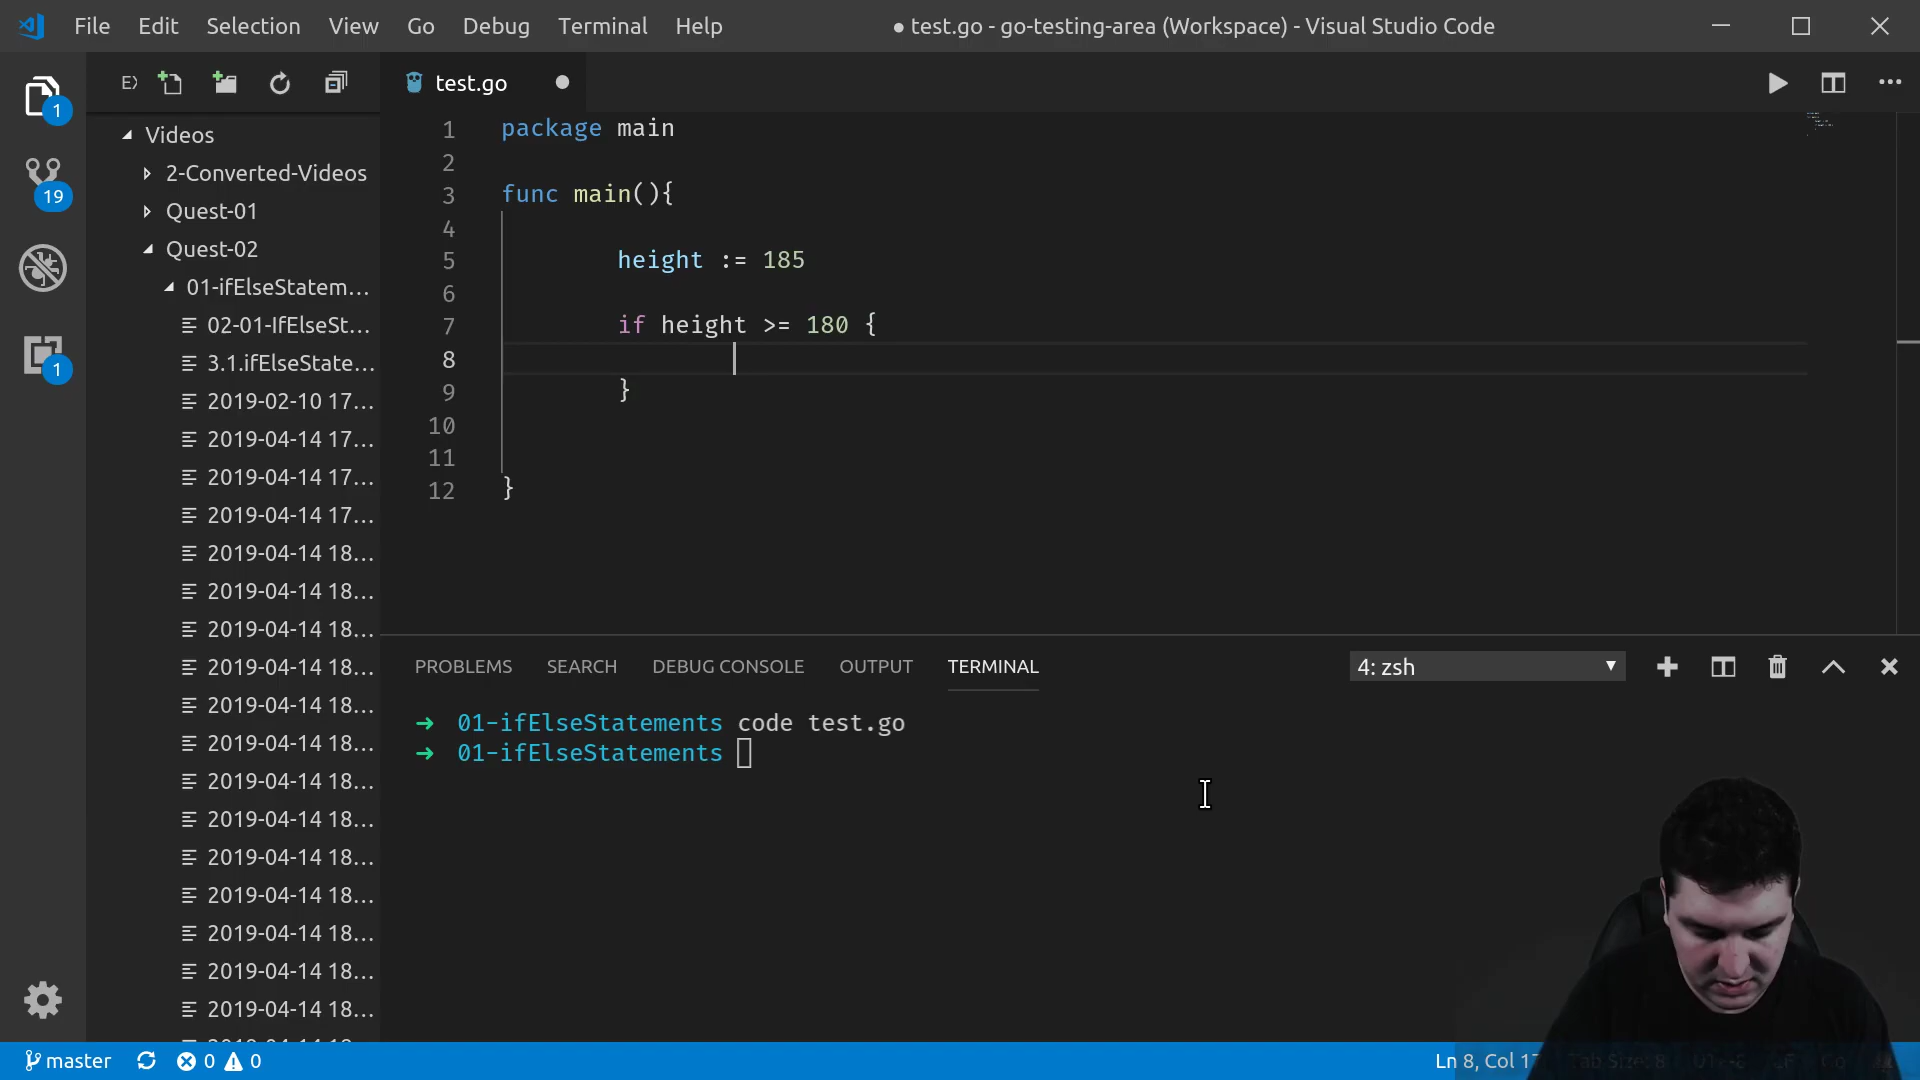 File Edit Selection View Go Debug Terminal Help
● test.go - go-testing-area (Workspace) - Visual Studio Code
1
19
1
test.go
Videos
2-Converted-Videos
Quest-01
Quest-02
01-ifElseStatem...
02-01-IfElseSt...
3.1.ifElseState...
2019-02-10 17...
2019-04-14 17...
2019-04-14 17...
2019-04-14 17...
2019-04-14 18...
2019-04-14 18...
2019-04-14 18...
2019-04-14 18...
2019-04-14 18...
2019-04-14 18...
2019-04-14 18...
2019-04-14 18...
2019-04-14 18...
2019-04-14 18...
2019-04-14 18...
2019-04-14 18...
2019-04-14 18...
1 package main
2
3 func main(){
4
5 height := 185
6
7 if height >= 180 {
8
9 }
10
11
12 }
PROBLEMS SEARCH DEBUG CONSOLE OUTPUT TERMINAL
4: zsh
➜ 01-ifElseStatements code test.go
➜ 01-ifElseStatements
master 0 0
Ln 8, Col 17 Tab Size: 8